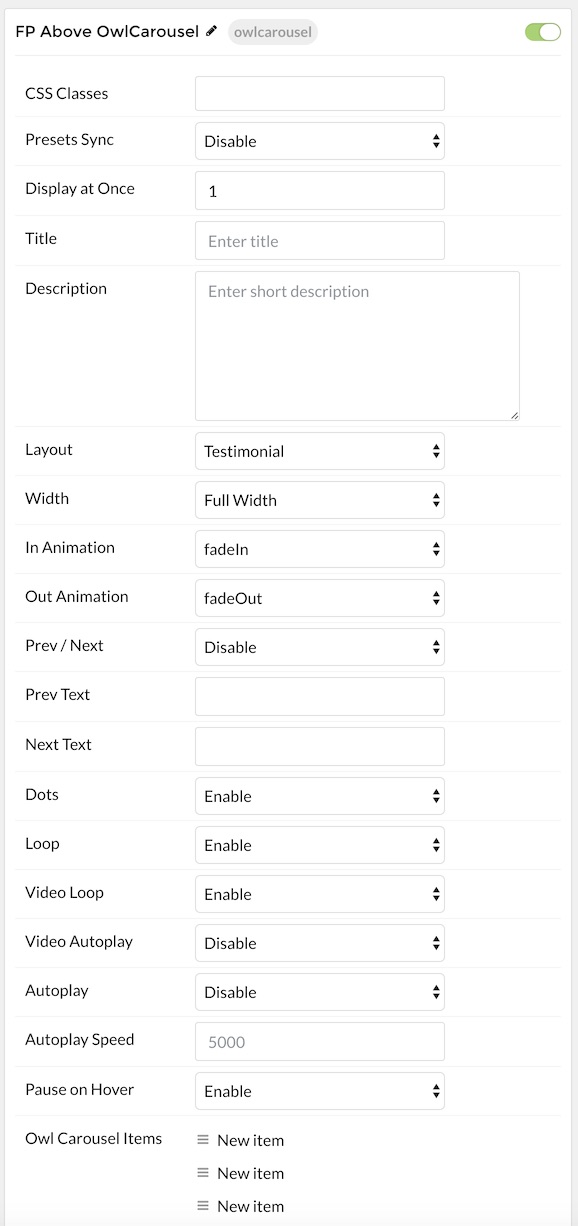 FP Above OwlCarousel owlcarousel
CSS Classes
Presets Sync Disable
Display at Once 1
Title Enter title
Description Enter short description
Layout Testimonial
Width Full Width
In Animation fadeIn
Out Animation fadeOut
Prev / Next Disable
Prev Text
Next Text
Dots Enable
Loop Enable
Video Loop Enable
Video Autoplay Disable
Autoplay Disable
Autoplay Speed 5000
Pause on Hover Enable
Owl Carousel Items New item
New item
New item